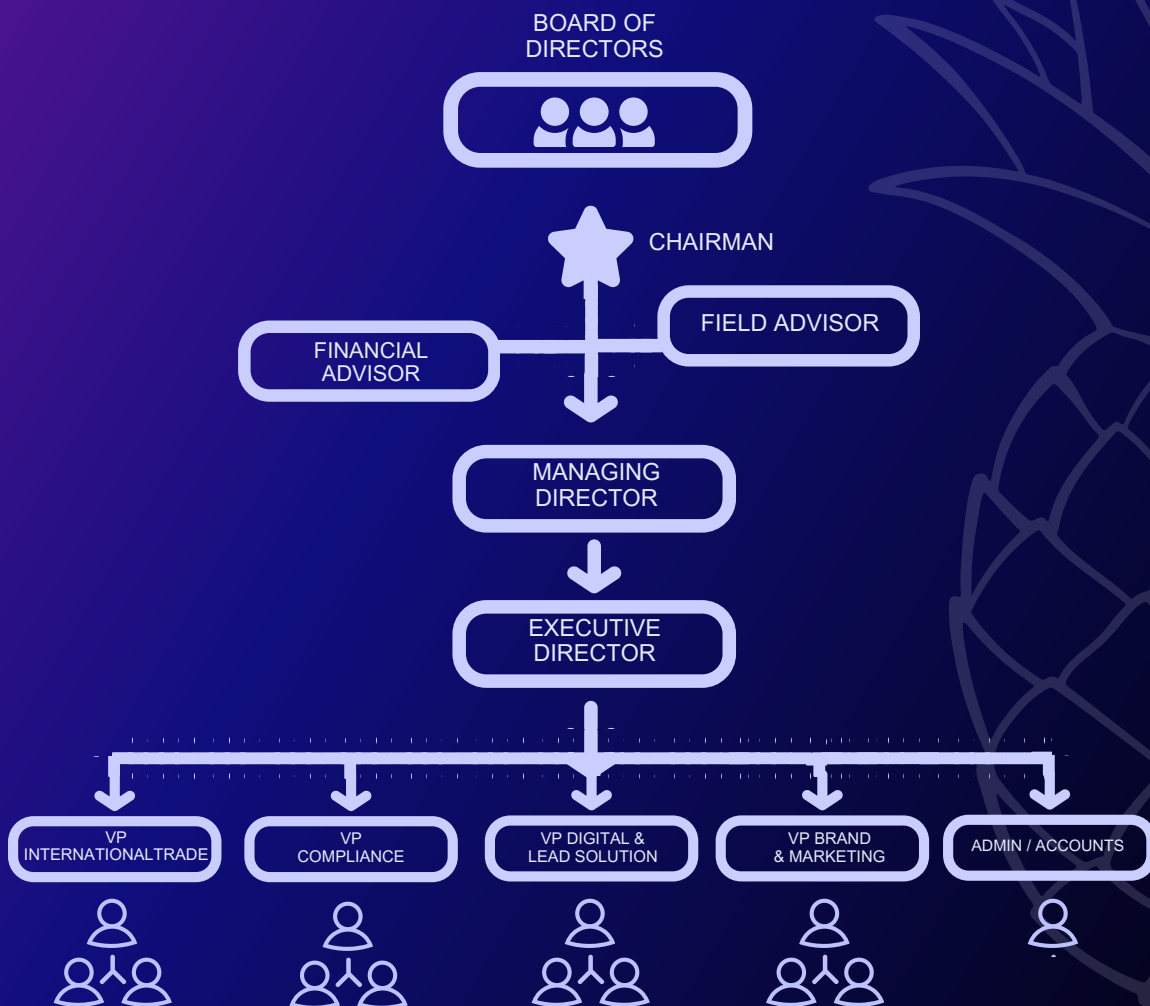 BOARD OF
DIRECTORS
CHAIRMAN
FIELD ADVISOR
FINANCIAL
ADVISOR
MANAGING
DIRECTOR
EXECUTIVE
DIRECTOR
VP
INTERNATIONALTRADE
VP
COMPLIANCE
VP DIGITAL &
LEAD SOLUTION
VP BRAND
& MARKETING
ADMIN / ACCOUNTS